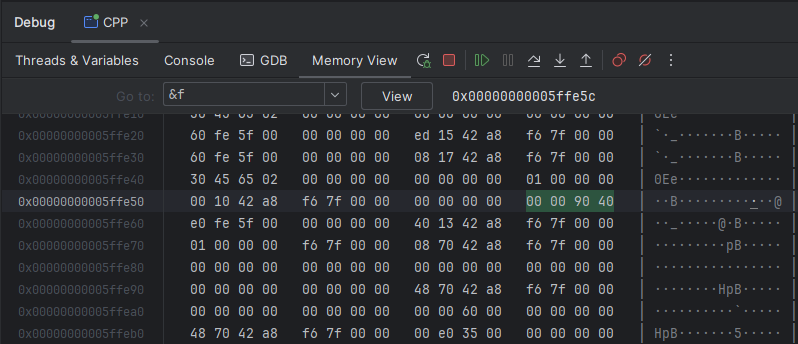 Debug CPP ×
Threads & Variables Console GDB Memory View
Go to: &f View 0x00000000005ffe5c
0x00000000005ffe10 30 45 65 02 00 00 00 00 00 00 00 00 00 00 00 00 0Ee
0x00000000005ffe20 60 fe 5f 00 00 00 00 00 ed 15 42 a8 f6 7f 00 00 `·_·······B·····
0x00000000005ffe30 60 fe 5f 00 00 00 00 00 08 17 42 a8 f6 7f 00 00 `·_·······B·····
0x00000000005ffe40 30 45 65 02 00 00 00 00 00 00 00 00 01 00 00 00 0Ee·············
0x00000000005ffe50 00 10 42 a8 f6 7f 00 00 00 00 00 00 00 00 90 40 ··B············@
0x00000000005ffe60 e0 fe 5f 00 00 00 00 00 40 13 42 a8 f6 7f 00 00 ··_·····@·B·····
0x00000000005ffe70 01 00 00 00 f6 7f 00 00 08 70 42 a8 f6 7f 00 00 ·········pB·····
0x00000000005ffe80 00 00 00 00 00 00 00 00 00 00 00 00 00 00 00 00 ················
0x00000000005ffe90 00 00 00 00 00 00 00 00 48 70 42 a8 f6 7f 00 00 ········HpB·····
0x00000000005ffea0 00 00 00 00 00 00 00 00 00 00 60 00 00 00 00 00 ··········`·····
0x00000000005ffeb0 48 70 42 a8 f6 7f 00 00 00 e0 35 00 00 00 00 00 HpB·······5·····